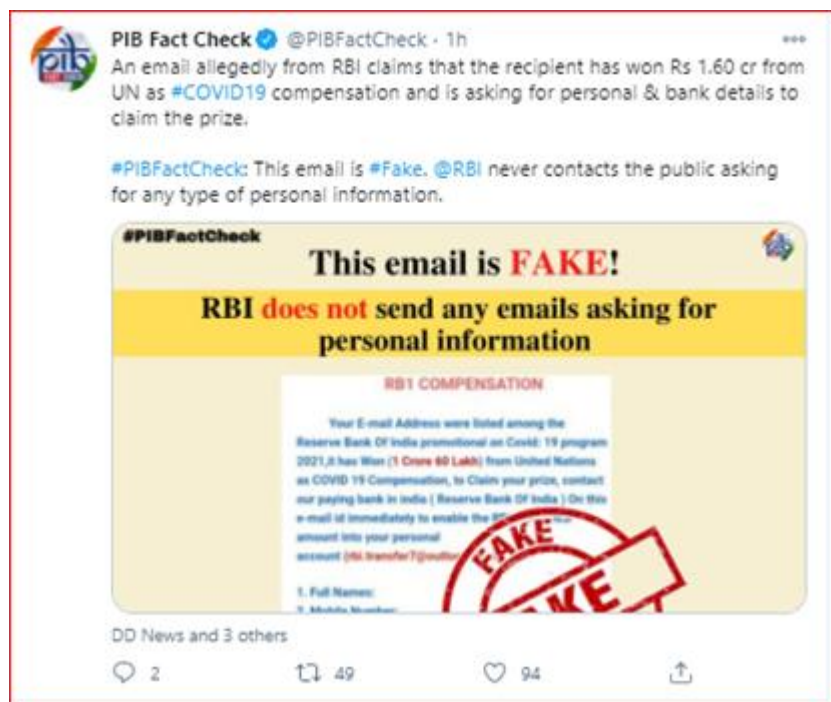 PIB Fact Check @PIBFactCheck · 1h
An email allegedly from RBI claims that the recipient has won Rs 1.60 cr from
UN as #COVID19 compensation and is asking for personal & bank details to
claim the prize.
#PIBFactCheck: This email is #Fake. @RBI never contacts the public asking
for any type of personal information.
#PIBFactCheck
This email is FAKE!
RBI does not send any emails asking for
personal information
RB1 COMPENSATION
Your E-mail Address were listed among the
Reserve Bank Of India promotional on Covid: 19 program
2021,it has Won (1 Crore 60 Lakh) from United Nations
as COVID 19 Compensation, to Claim your prize, contact
our paying bank in india ( Reserve Bank Of India ) On this
e-mail id immediately to enable the
amount into your personal
account
1. Full Names:
2. Mobile Number:
FAKE
FAKE
DD News and 3 others
2 49 94